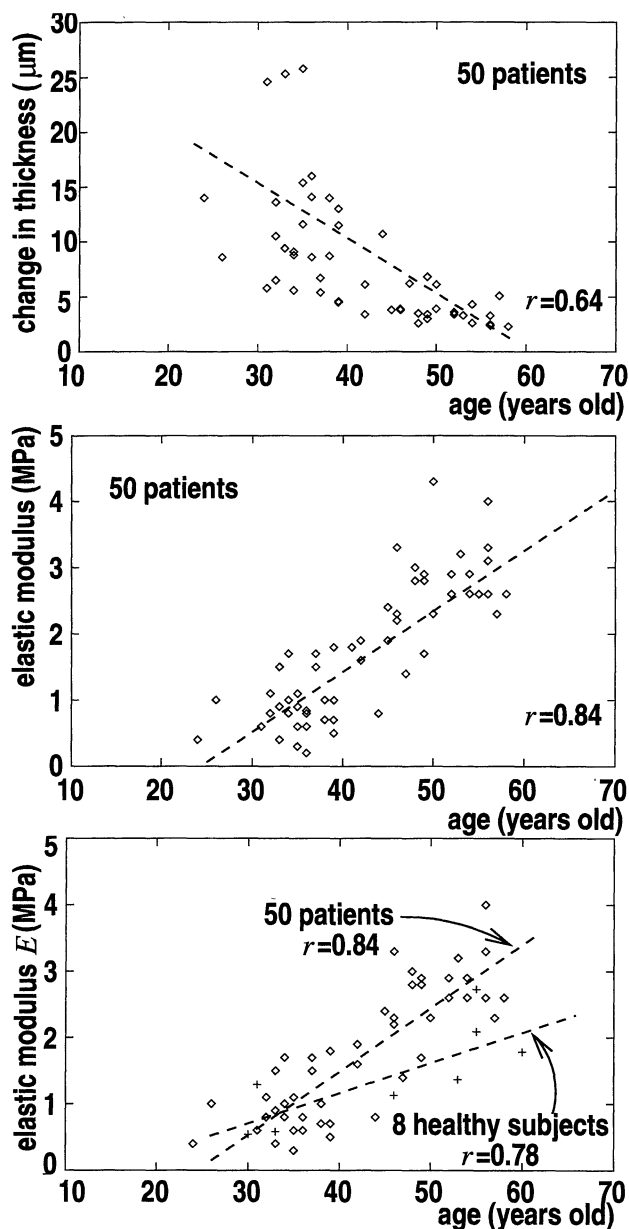 30
25
20
15
10
5
0
change in thickness (μm)
50 patients
r=0.64
10 20 30 40 50 60 70
age (years old)
5
4
3
2
1
0
elastic modulus (MPa)
50 patients
r=0.84
10 20 30 40 50 60 70
age (years old)
5
4
3
2
1
0
elastic modulus E (MPa)
50 patients
r=0.84
8 healthy subjects
r=0.78
10 20 30 40 50 60 70
age (years old)